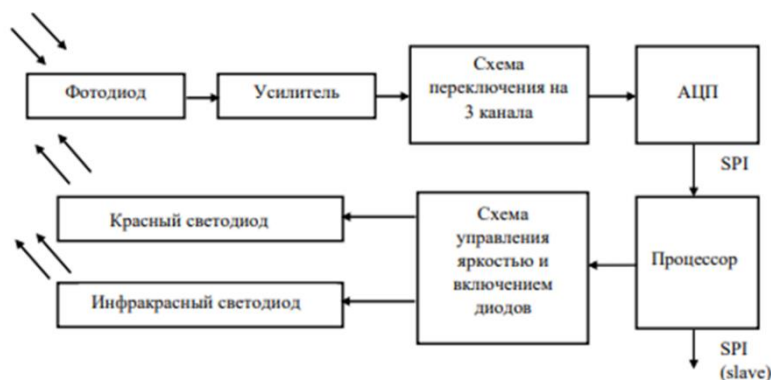 Фотодиод
Усилитель
Схема
переключения на
3 канала
АЦП
SPI
Красный светодиод
Инфракрасный светодиод
Схема
управления
яркостью и
включением
диодов
Процессор
SPI
(slave)